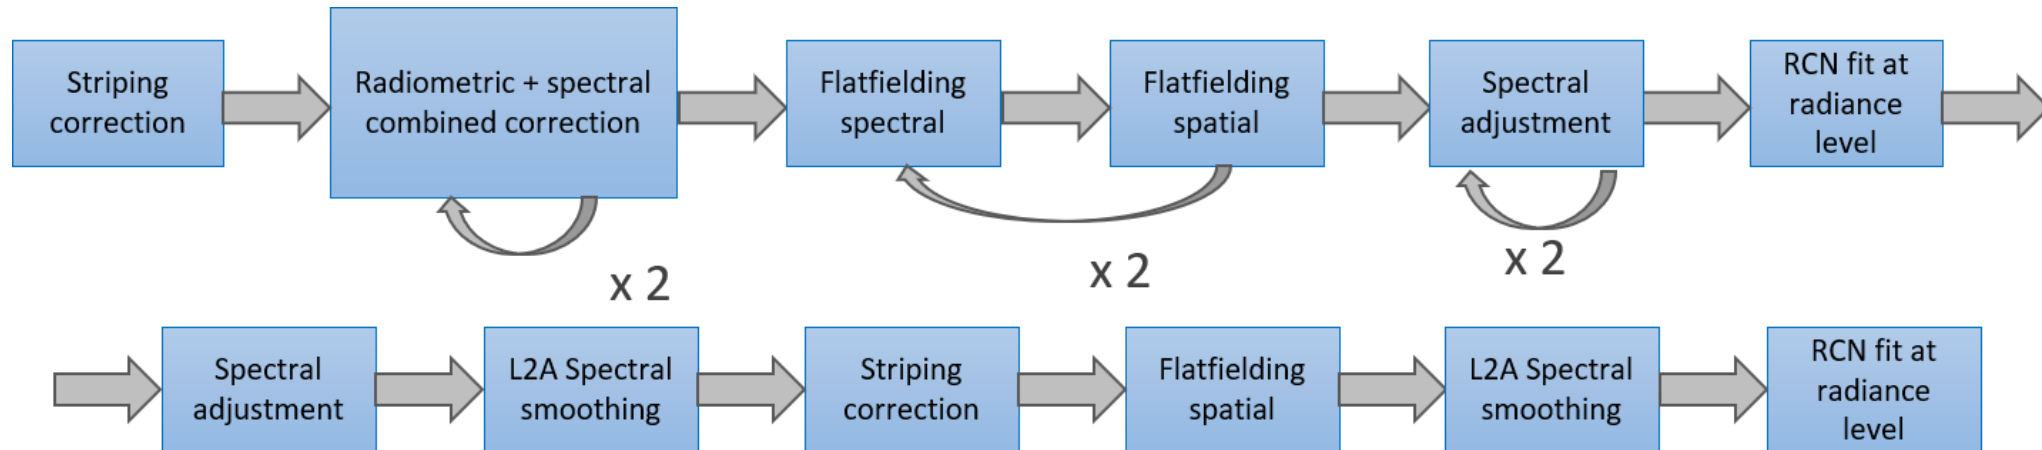 Striping
correction
Radiometric + spectral
combined correction
Flatfielding
spectral
Flatfielding
spatial
Spectral
adjustment
RCN fit at
radiance
level
x 2
x 2
x 2
Spectral
adjustment
L2A Spectral
smoothing
Striping
correction
Flatfielding
spatial
L2A Spectral
smoothing
RCN fit at
radiance
level